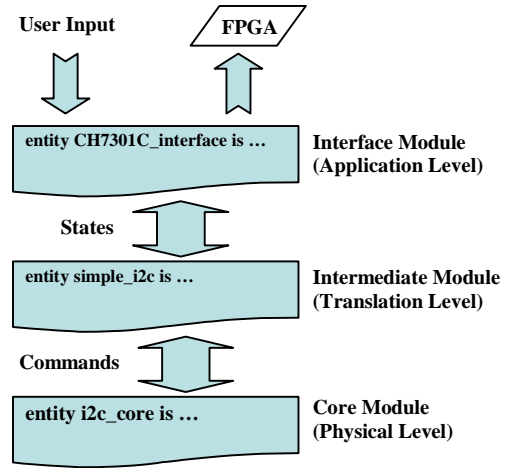 User Input
FPGA
entity CH7301C_interface is …
Interface Module
(Application Level)
States
entity simple_i2c is …
Intermediate Module
(Translation Level)
Commands
entity i2c_core is …
Core Module
(Physical Level)